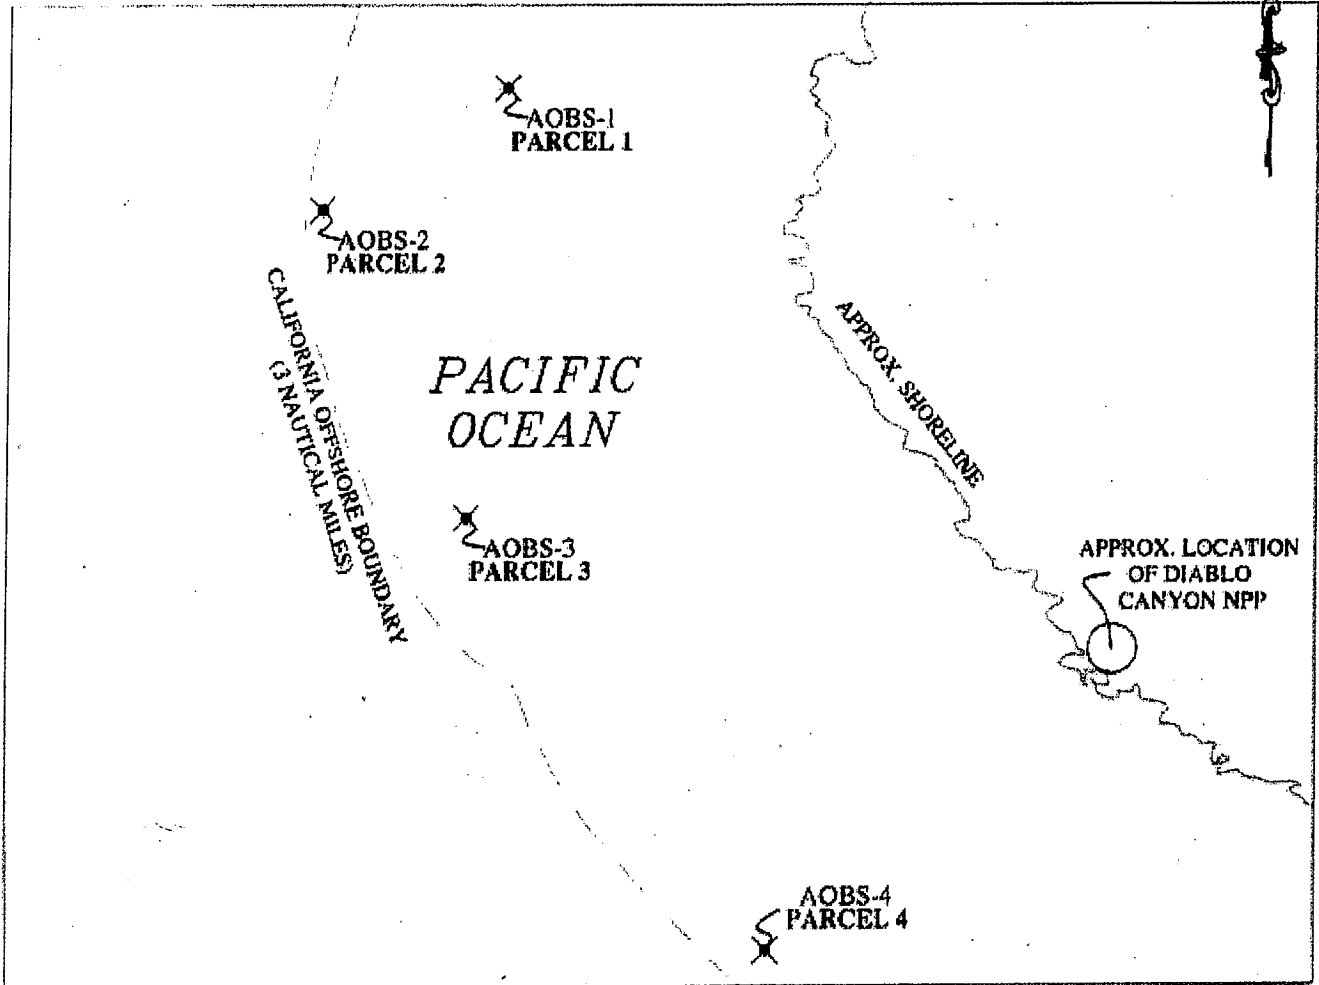 AOBS-1
PARCEL 1
AOBS-2
PARCEL 2
CALIFORNIA OFFSHORE BOUNDARY
(3 NAUTICAL MILES)
PACIFIC
OCEAN
APPROX. SHORELINE
AOBS-3
PARCEL 3
APPROX. LOCATION
OF DIABLO
CANYON NPP
AOBS-4
PARCEL 4